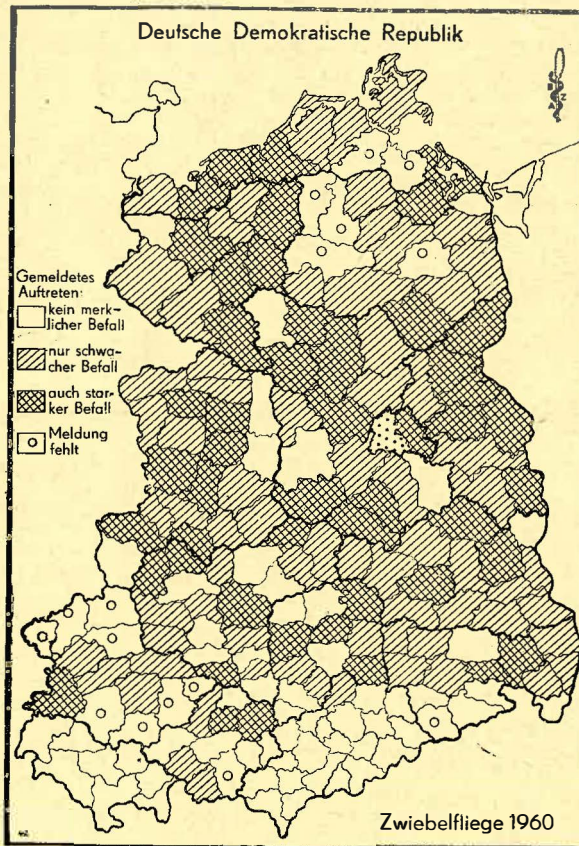 Deutsche Demokratische Republik
Gemeldetes
Auftreten:
kein merk-
licher Befall
nur schwa-
cher Befall
auch star-
ker Befall
Meldung
fehlt
Zwiebelfliege 1960